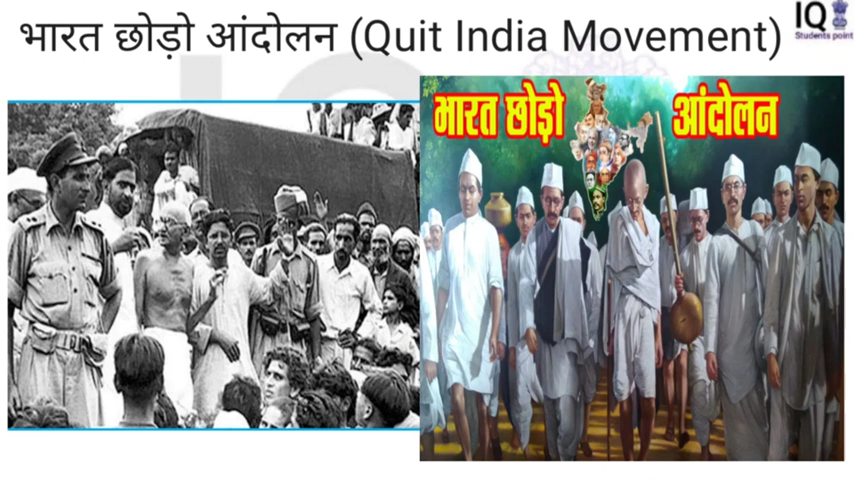 भारत छोड़ो आंदोलन (Quit India Movement)
IQ
Students point
भारत छोड़ो आंदोलन